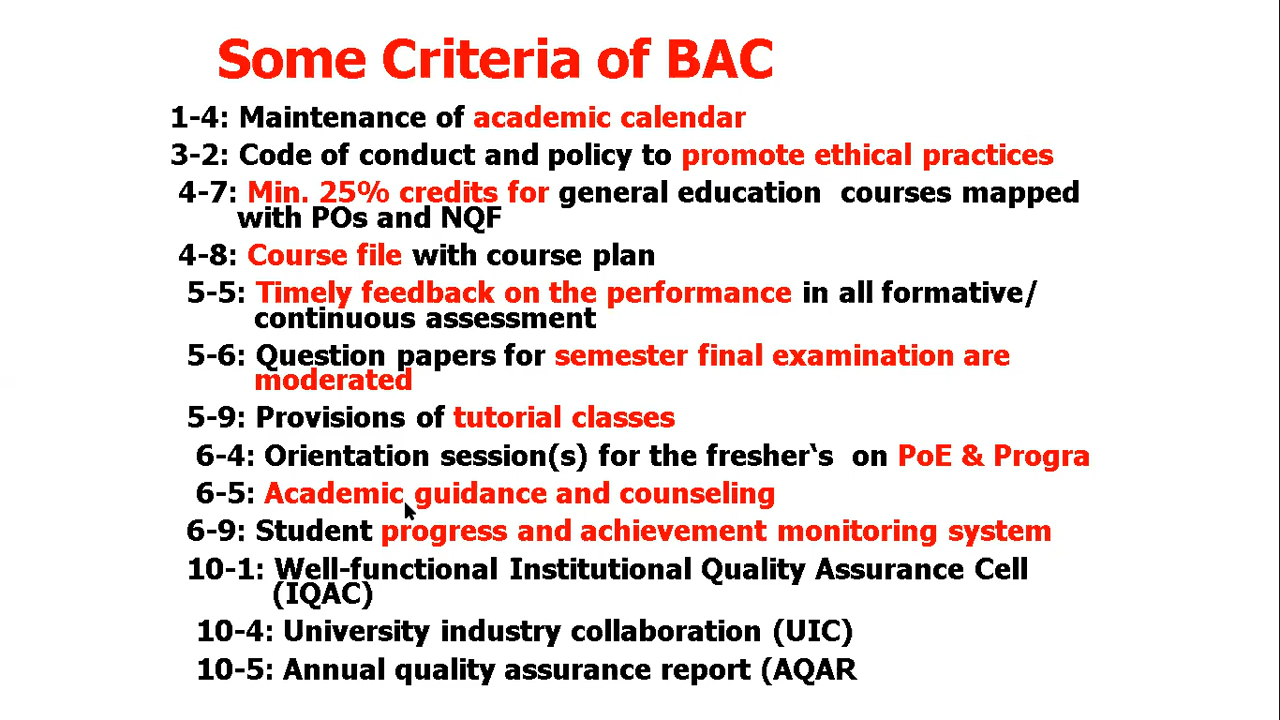 Some Criteria of BAC
1-4: Maintenance of academic calendar
3-2: Code of conduct and policy to promote ethical practices
4-7: Min. 25% credits for general education courses mapped
with POs and NQF
4-8: Course file with course plan
5-5: Timely feedback on the performance in all formative/
continuous assessment
5-6: Question papers for semester final examination are
moderated
5-9: Provisions of tutorial classes
6-4: Orientation session(s) for the fresher‘s on PoE & Progra
6-5: Academic guidance and counseling
6-9: Student progress and achievement monitoring system
10-1: Well-functional Institutional Quality Assurance Cell
(IQAC)
10-4: University industry collaboration (UIC)
10-5: Annual quality assurance report (AQAR